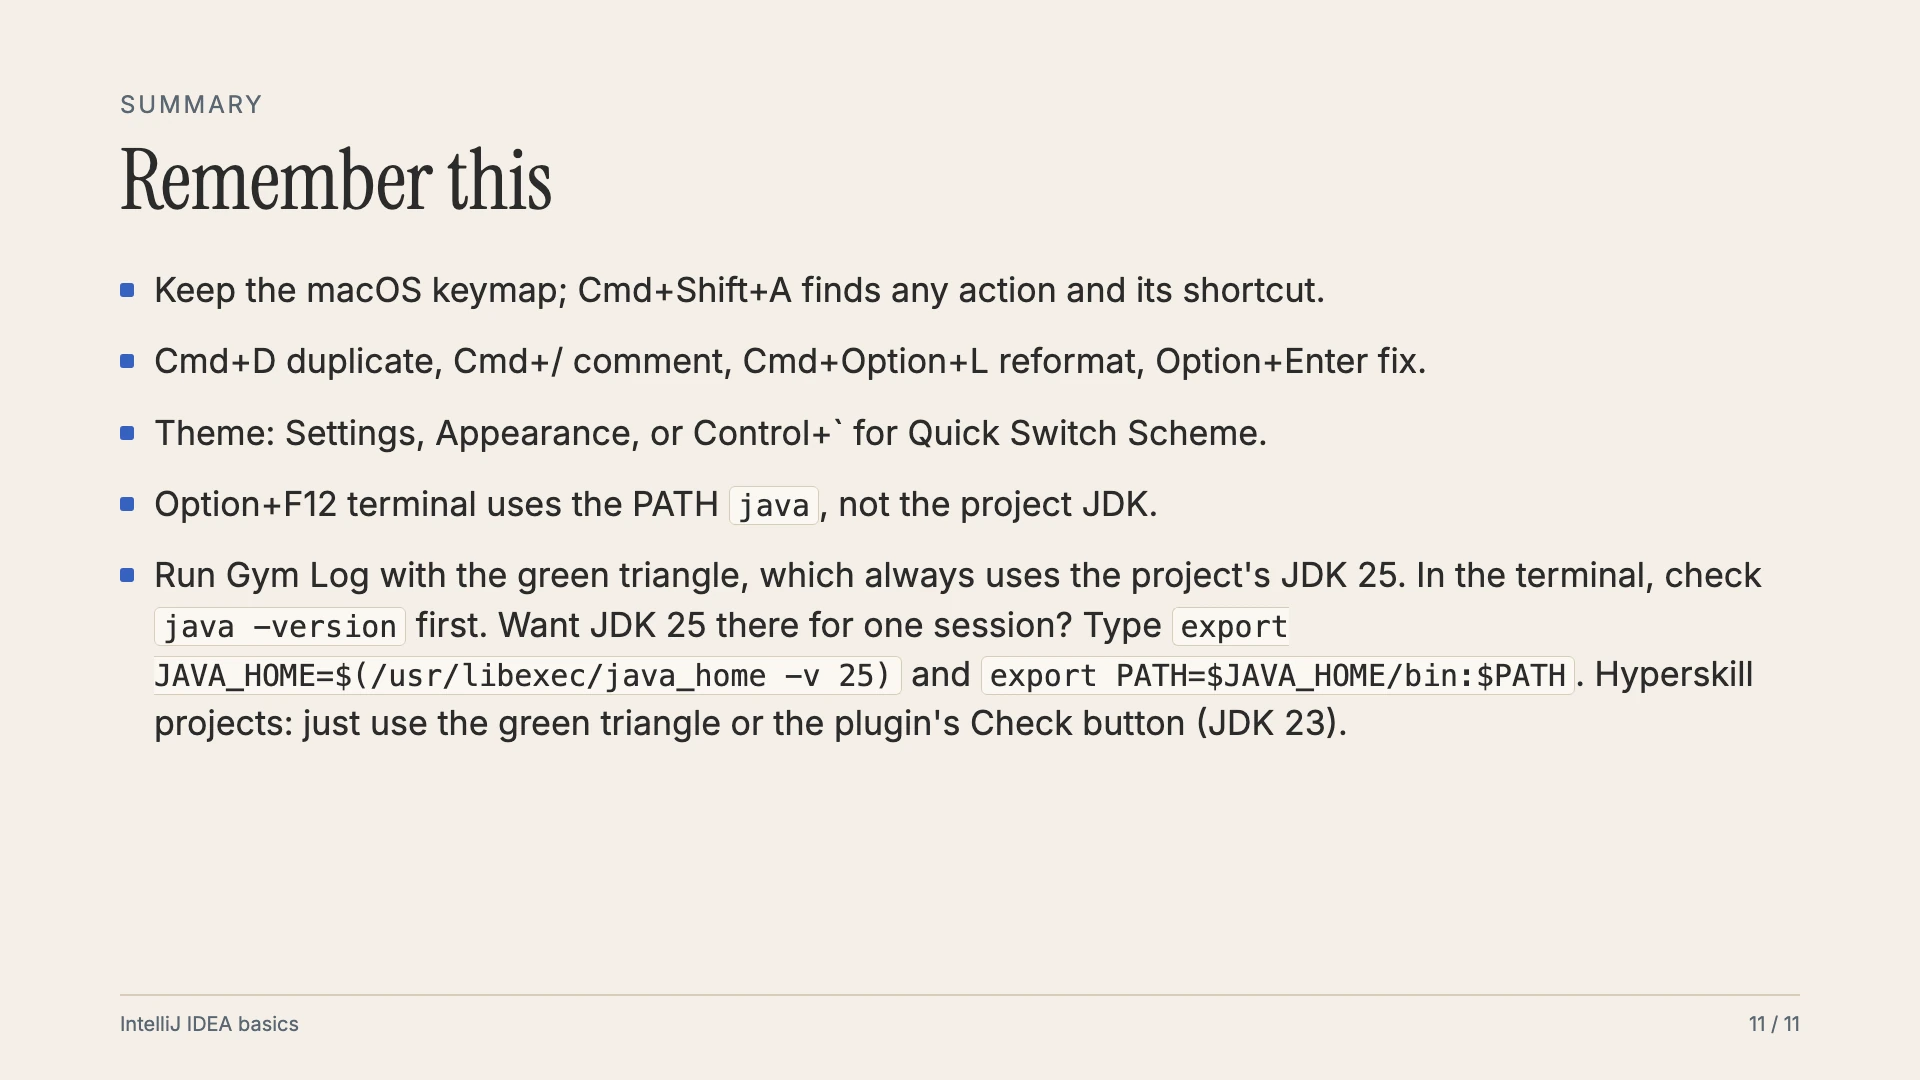 SUMMARY
Remember this
Keep the macOS keymap; Cmd+Shift+A finds any action and its shortcut.
Cmd+D duplicate, Cmd+/ comment, Cmd+Option+L reformat, Option+Enter fix.
Theme: Settings, Appearance, or Control+` for Quick Switch Scheme.
Option+F12 terminal uses the PATH java, not the project JDK.
Run Gym Log with the green triangle, which always uses the project's JDK 25. In the terminal, check
java -version first. Want JDK 25 there for one session? Type export
JAVA_HOME=$(/usr/libexec/java_home -v 25) and export PATH=$JAVA_HOME/bin:$PATH. Hyperskill
projects: just use the green triangle or the plugin's Check button (JDK 23).
IntelliJ IDEA basics
11 / 11